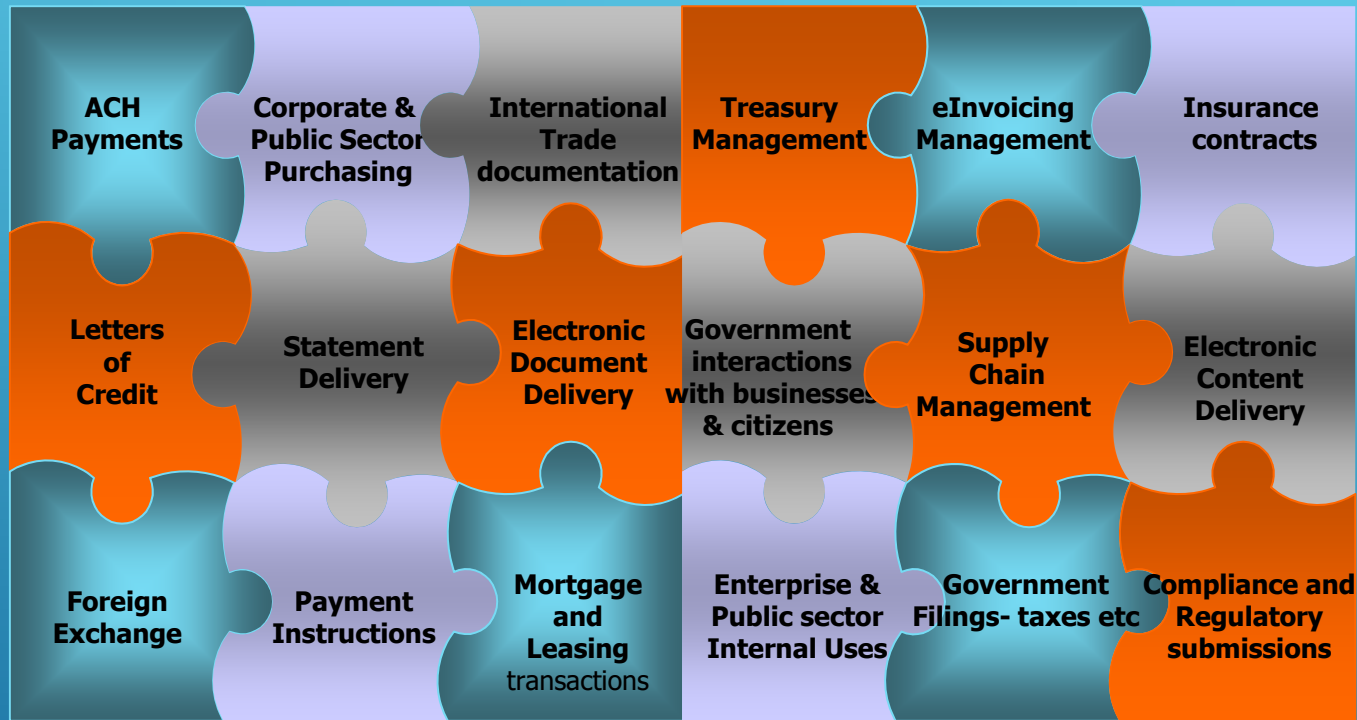 ACH
Payments
Corporate &
Public Sector
Purchasing
International
Trade
documentation
Treasury
Management
eInvoicing
Management
Insurance
contracts
Letters
of
Credit
Statement
Delivery
Electronic
Document
Delivery
Government
interactions
with businesses
& citizens
Supply
Chain
Management
Electronic
Content
Delivery
Foreign
Exchange
Payment
Instructions
Mortgage
and
Leasing
transactions
Enterprise &
Public sector
Internal Uses
Government
Filings- taxes etc
Compliance and
Regulatory
submissions